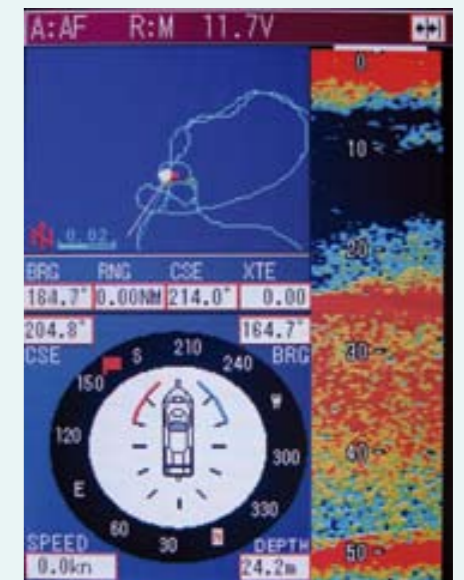 A:AF R:M 11.7V
0
10
0.02
20
BRG RNG CSE XTE
164.7° 0.00NM 214.0° 0.00
204.8° 164.7°
CSE BRG
30
S 210 240
150 W
120 300
40
E 330
60 30 N
SPEED DEPTH
0.0kn 24.2m
50